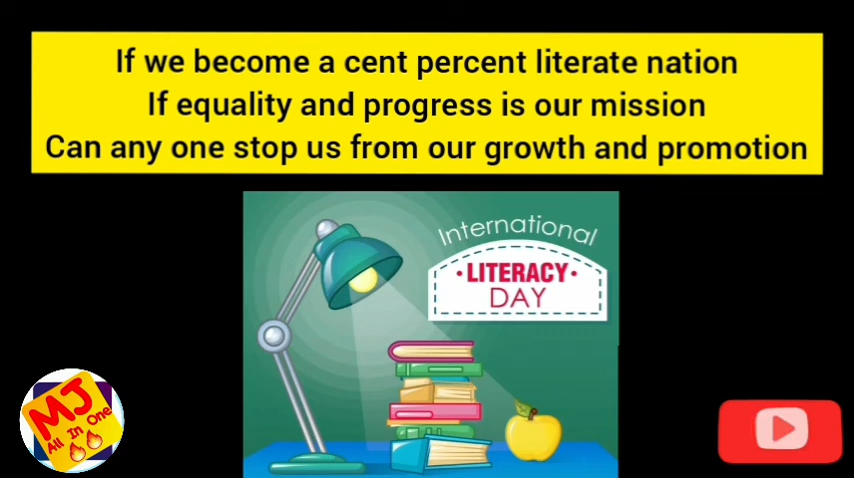 If we become a cent percent literate nation
If equality and progress is our mission
Can any one stop us from our growth and promotion
International
·LITERACY·
DAY
MJ
All In One